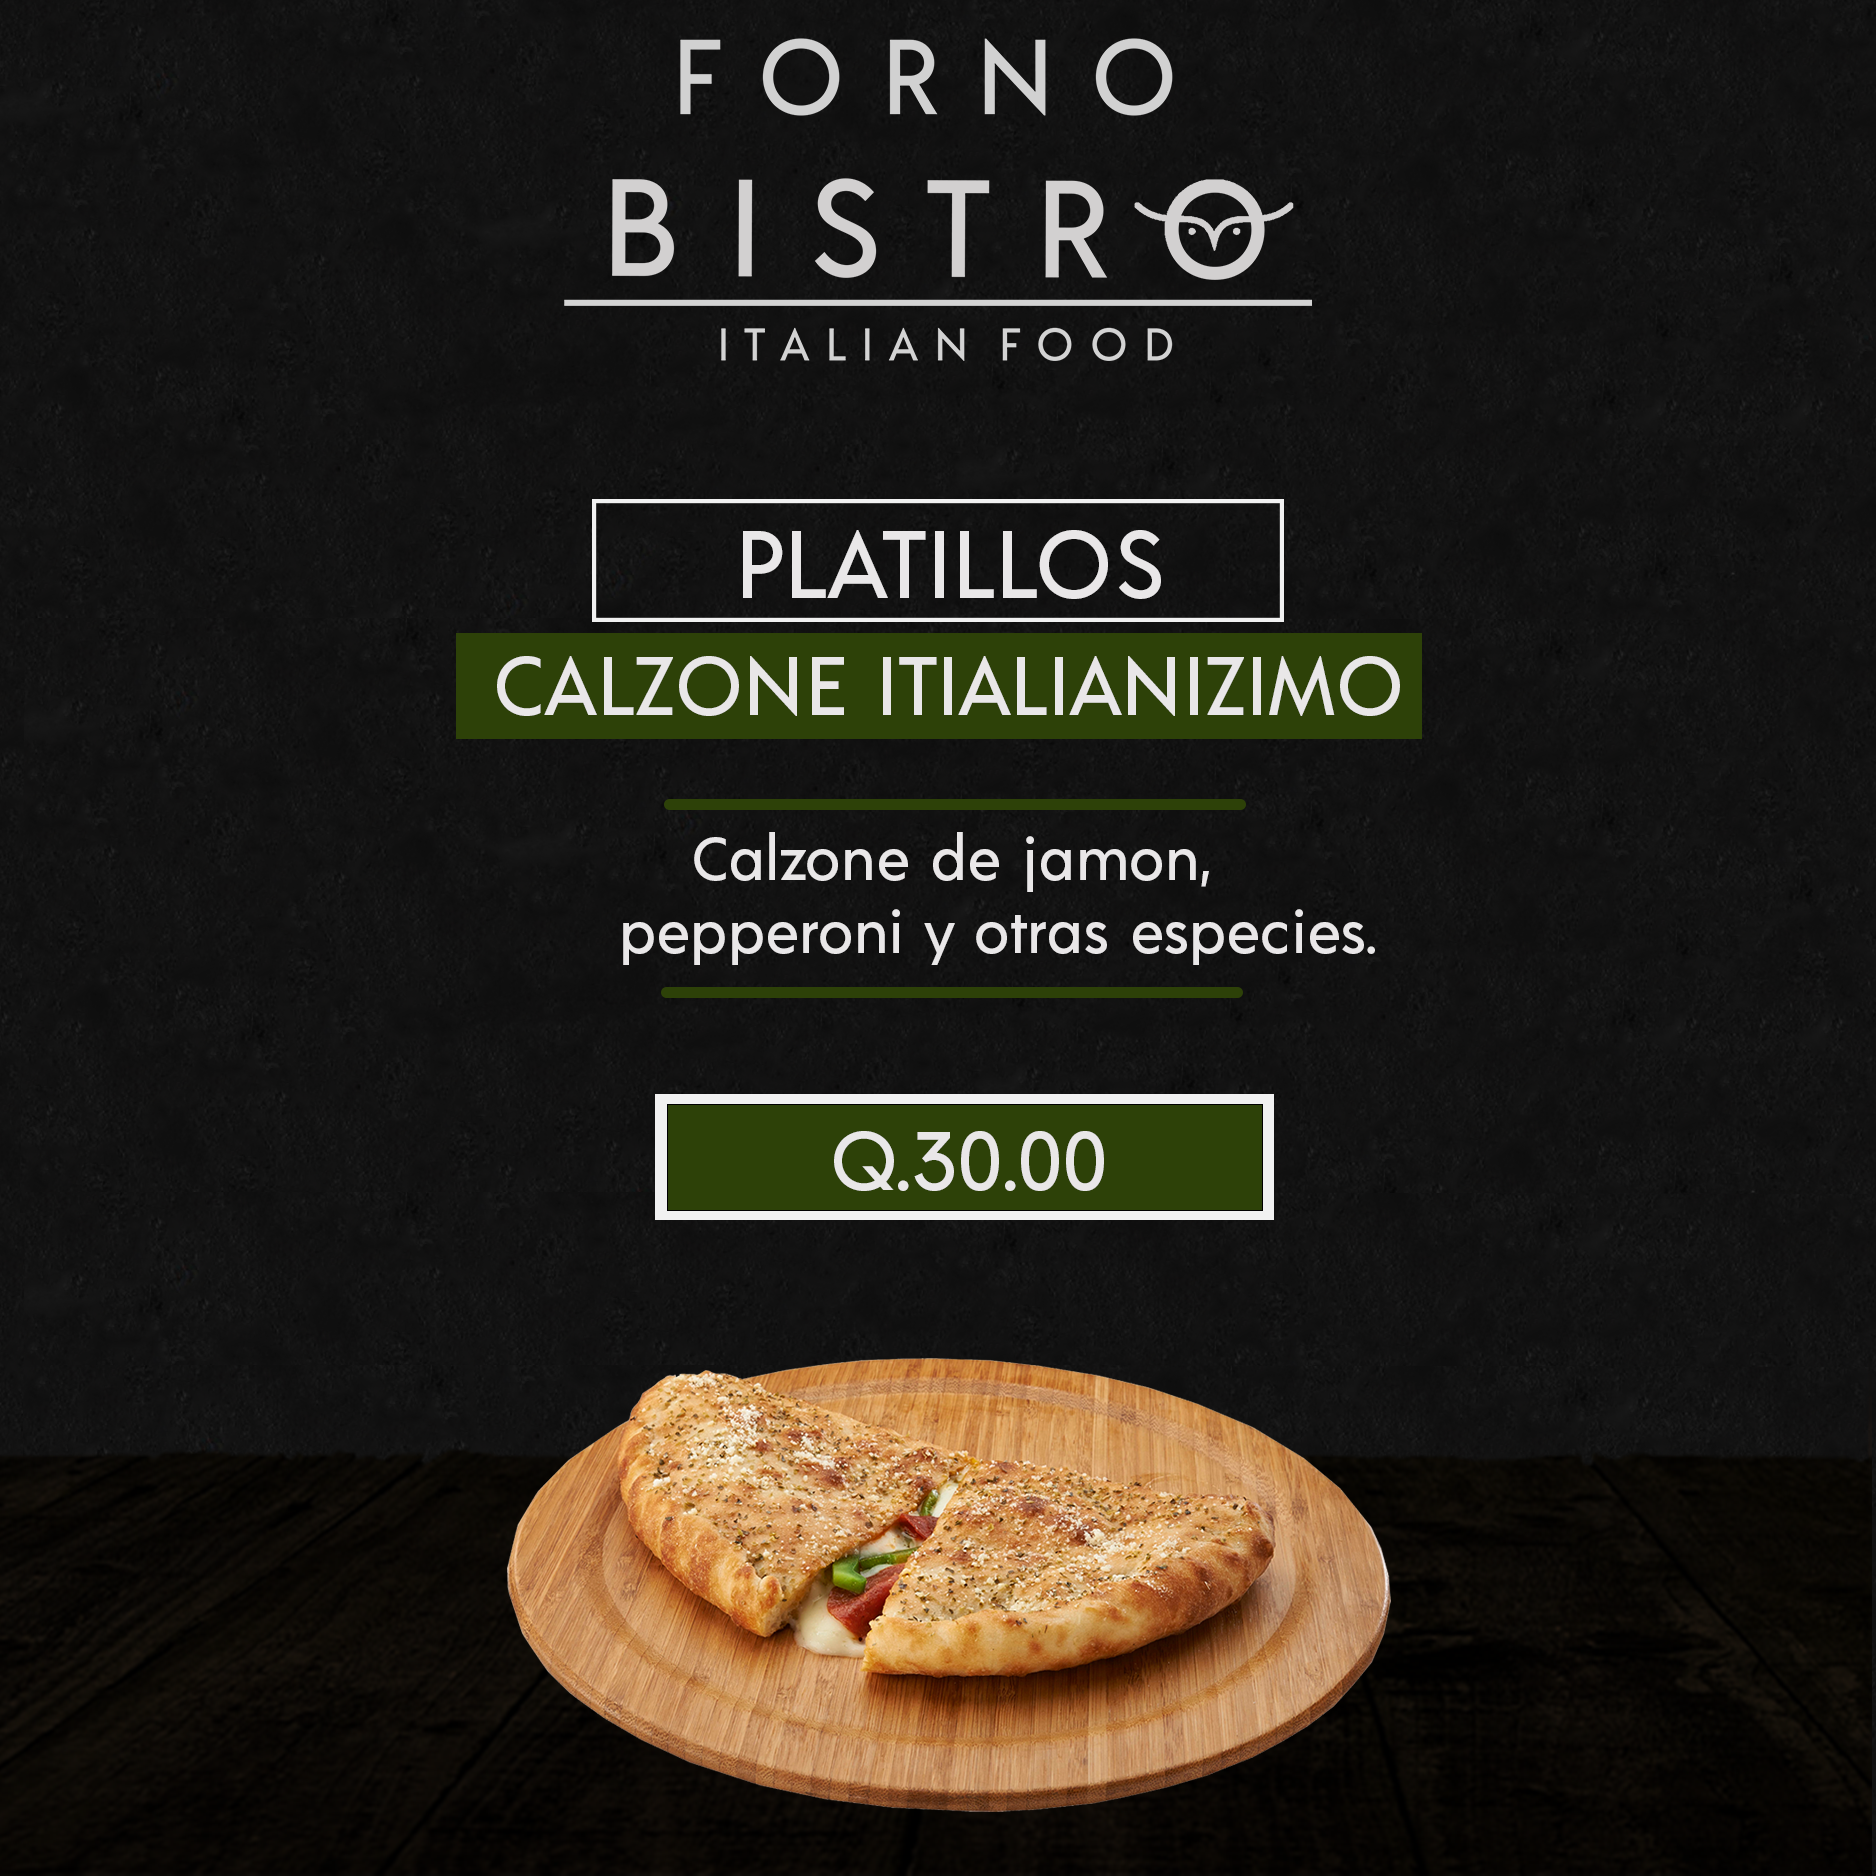 FORNO
BISTRO
ITALIAN FOOD
PLATILLOS
CALZONE ITIALIANIZIMO
Calzone de jamon,
pepperoni y otras especies.
Q.30.00